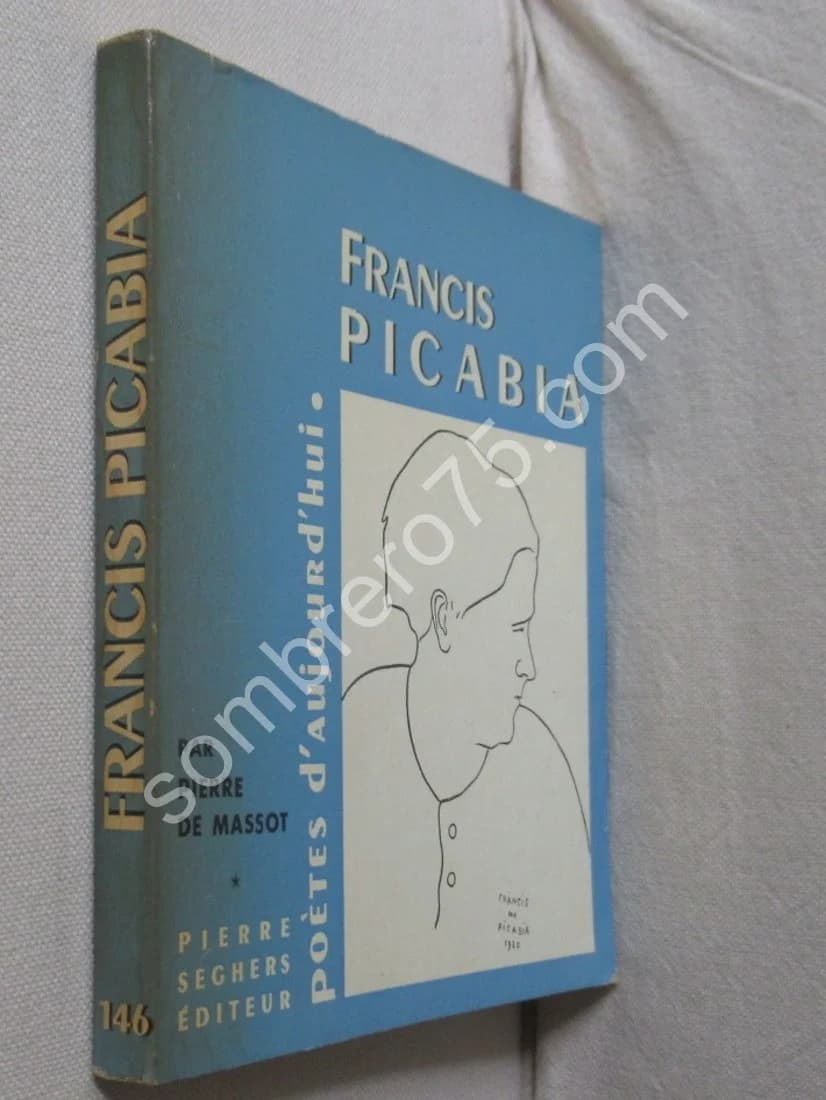 FRANCIS PICABIA
146
FRANCIS
PICABIA
POÈTES d'AUJOURD'HUI.
PAR
PIERRE
DE MASSOT
*
PIERRE
SEGHERS
ÉDITEUR
FRANCIS
PICABIA
1920
sombrero75.com